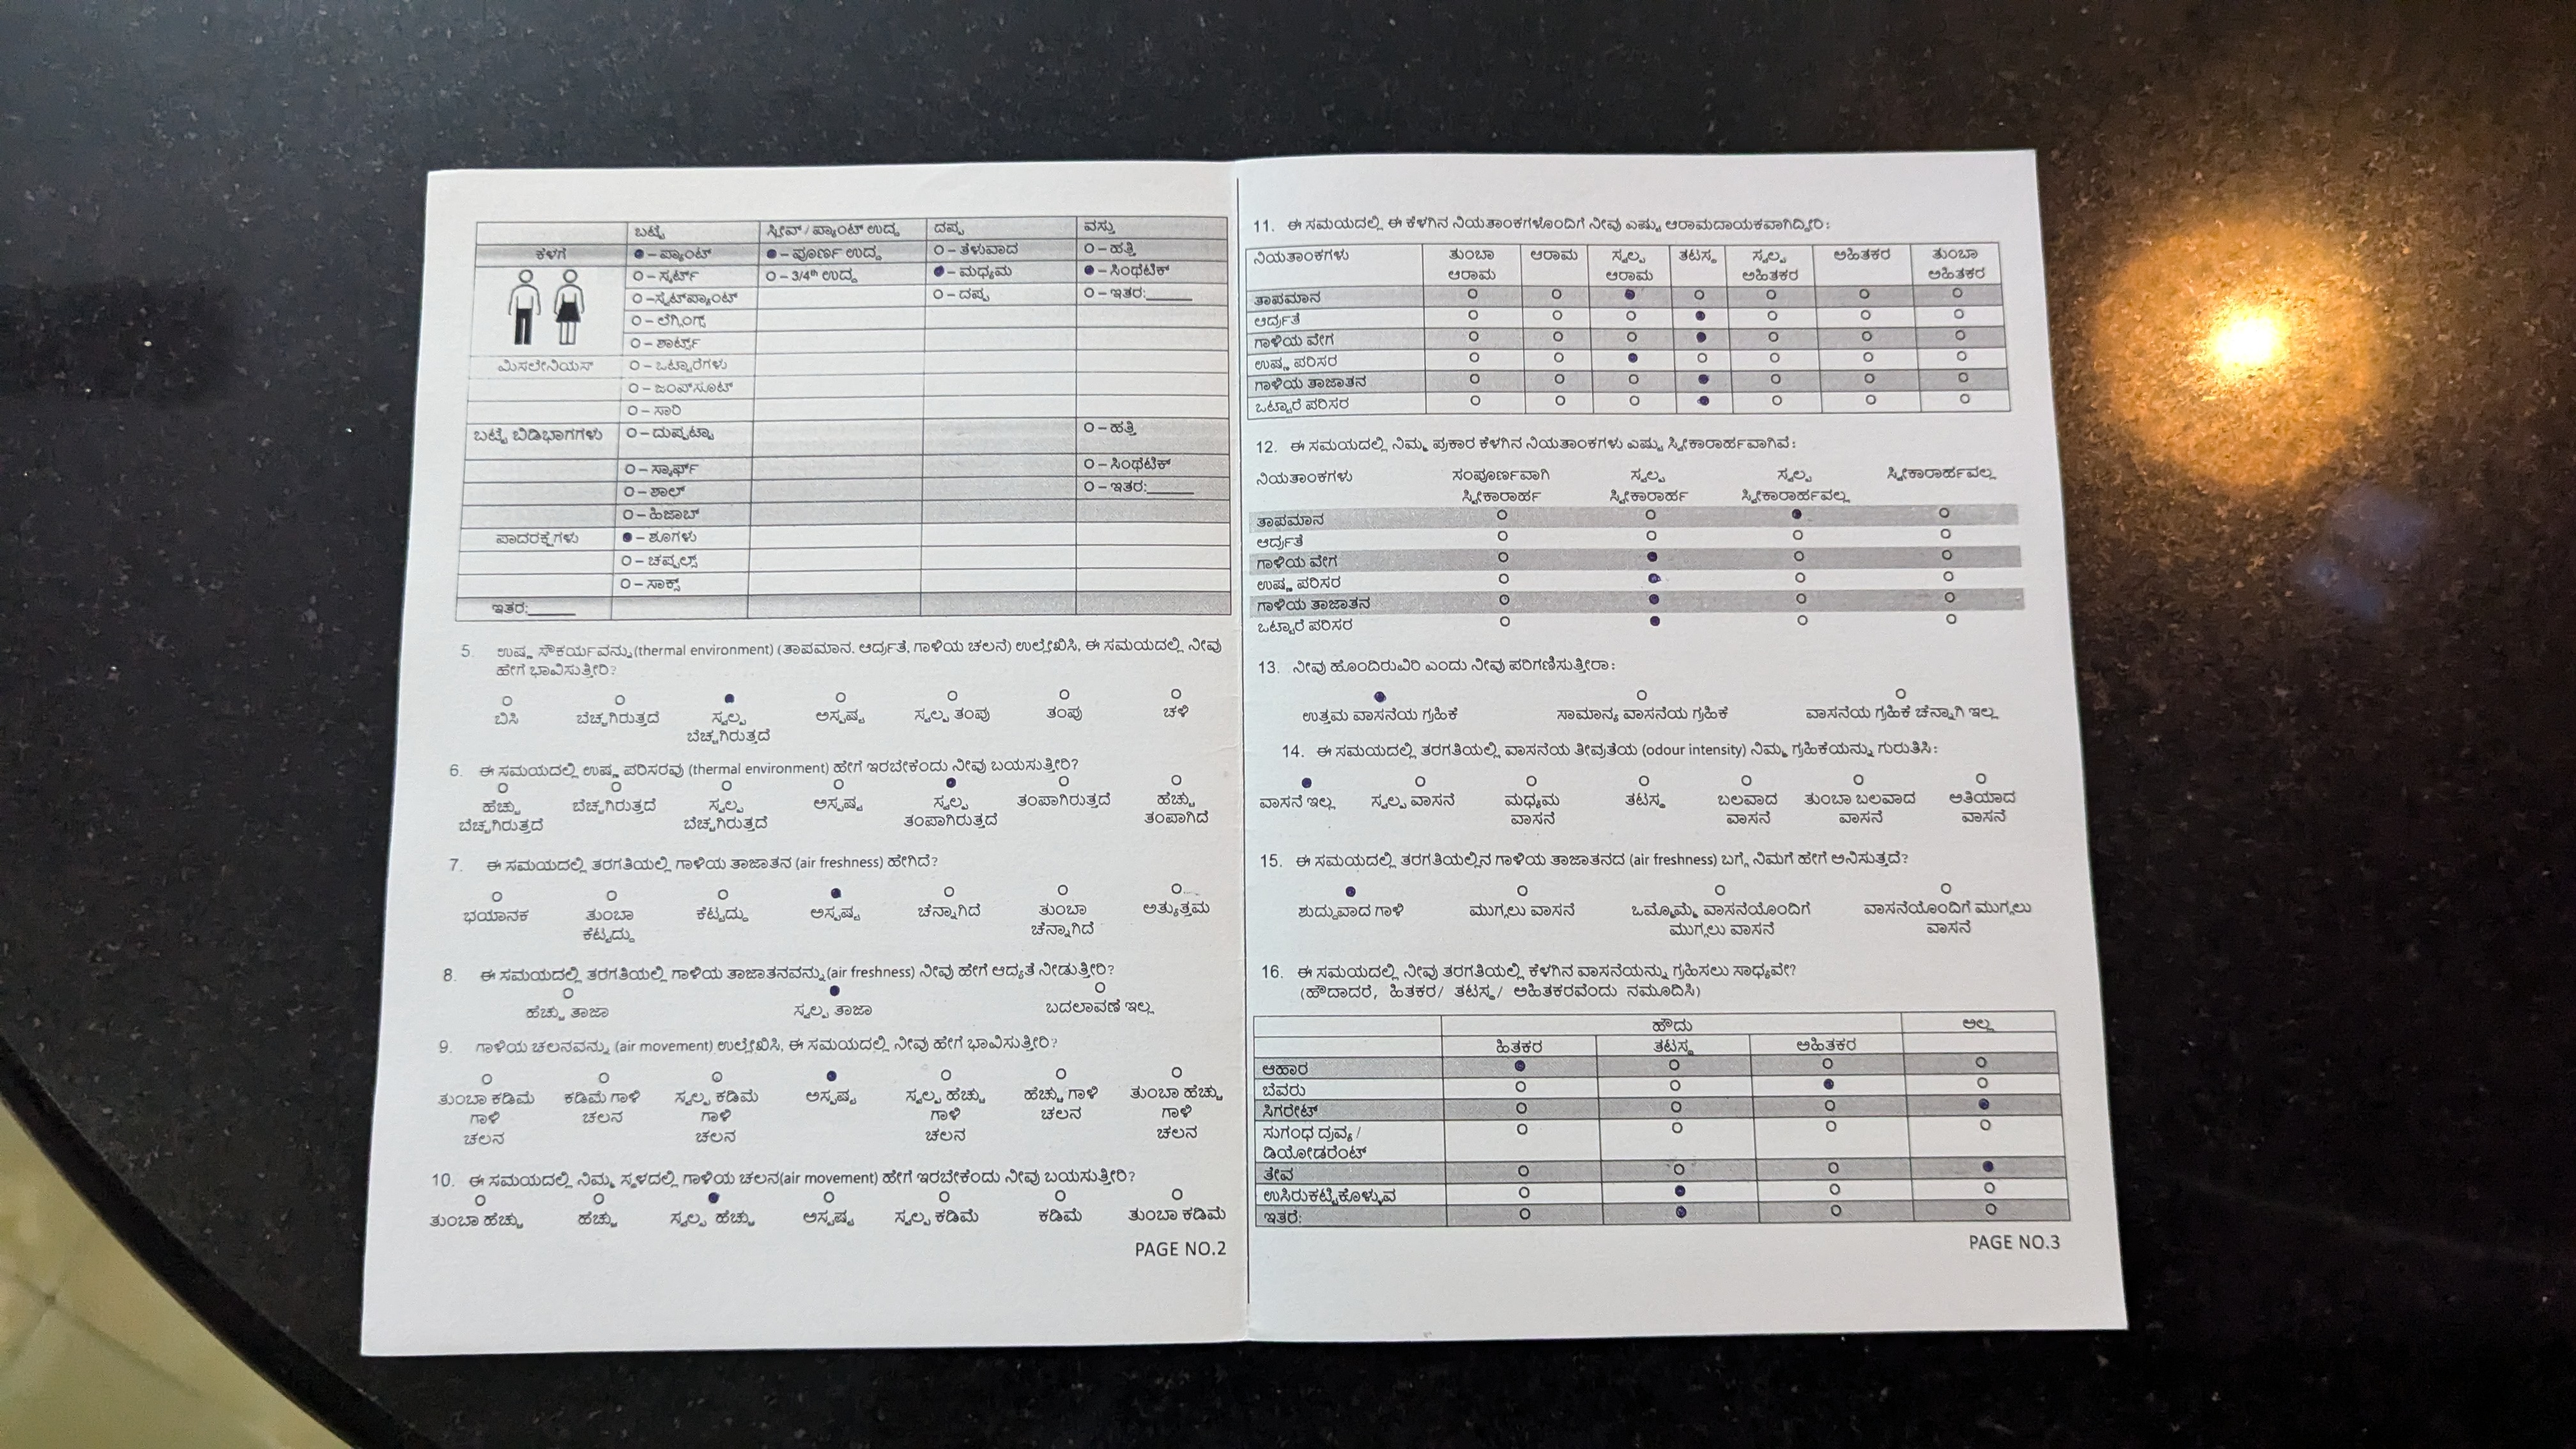 ಬಟ್ಟೆ ಸ್ಲೀವ್ / ಪ್ಯಾಂಟ್ ಉದ್ದ ದಪ್ಪ ವಸ್ತು
ಕೆಳಗೆ - ಪ್ಯಾಂಟ್ - ಪೂರ್ಣ ಉದ್ದ - ತೆಳುವಾದ - ಹತ್ತಿ
- ಸ್ಕರ್ಟ್ - 3/4th ಉದ್ದ - ಮಧ್ಯಮ - ಸಿಂಥೆಟಿಕ್
- ಸ್ವೆಟ್‌ಪ್ಯಾಂಟ್ - ದಪ್ಪ - ಇತರ:______
- ಲೆಗ್ಗಿಂಗ್ಸ್
- ಶಾರ್ಟ್ಸ್
ಮಿಸಲೇನಿಯಸ್ - ಒಟ್ಟಾರೆಗಳು
- ಜಂಪ್‌ಸೂಟ್
- ಸಾರಿ
ಬಟ್ಟೆ ಬಿಡಿಭಾಗಗಳು - ದುಪ್ಪಟ್ಟಾ - ಹತ್ತಿ
- ಸ್ಕಾರ್ಫ್ - ಸಿಂಥೆಟಿಕ್
- ಶಾಲ್ - ಇತರ:______
- ಹಿಜಾಬ್
ಪಾದರಕ್ಷೆಗಳು - ಶೂಗಳು
- ಚಪ್ಪಲ್ಸ್
- ಸಾಕ್ಸ್
ಇತರ:______
5. ಉಷ್ಣ ಸೌಕರ್ಯವನ್ನು(thermal environment) (ತಾಪಮಾನ, ಆರ್ದ್ರತೆ, ಗಾಳಿಯ ಚಲನೆ) ಉಲ್ಲೇಖಿಸಿ, ಈ ಸಮಯದಲ್ಲಿ ನೀವು
ಹೇಗೆ ಭಾವಿಸುತ್ತೀರಿ?
ಬಿಸಿ ಬೆಚ್ಚಗಿರುತ್ತದೆ ಸ್ವಲ್ಪ ಅಸ್ಪಷ್ಟ ಸ್ವಲ್ಪ ತಂಪು ತಂಪು ಚಳಿ
ಬೆಚ್ಚಗಿರುತ್ತದೆ
6. ಈ ಸಮಯದಲ್ಲಿ ಉಷ್ಣ ಪರಿಸರವು (thermal environment) ಹೇಗೆ ಇರಬೇಕೆಂದು ನೀವು ಬಯಸುತ್ತೀರಿ?
ಹೆಚ್ಚು ಬೆಚ್ಚಗಿರುತ್ತದೆ ಸ್ವಲ್ಪ ಅಸ್ಪಷ್ಟ ಸ್ವಲ್ಪ ತಂಪಾಗಿರುತ್ತದೆ ಹೆಚ್ಚು
ಬೆಚ್ಚಗಿರುತ್ತದೆ ಬೆಚ್ಚಗಿರುತ್ತದೆ ತಂಪಾಗಿರುತ್ತದೆ ತಂಪಾಗಿದೆ
7. ಈ ಸಮಯದಲ್ಲಿ ತರಗತಿಯಲ್ಲಿ ಗಾಳಿಯ ತಾಜಾತನ (air freshness) ಹೇಗಿದೆ?
ಭಯಾನಕ ತುಂಬಾ ಕೆಟ್ಟದ್ದು ಅಸ್ಪಷ್ಟ ಚೆನ್ನಾಗಿದೆ ತುಂಬಾ ಅತ್ಯುತ್ತಮ
ಕೆಟ್ಟದ್ದು ಚೆನ್ನಾಗಿದೆ
8. ಈ ಸಮಯದಲ್ಲಿ ತರಗತಿಯಲ್ಲಿ ಗಾಳಿಯ ತಾಜಾತನವನ್ನು(air freshness) ನೀವು ಹೇಗೆ ಆದ್ಯತೆ ನೀಡುತ್ತೀರಿ?
ಹೆಚ್ಚು ತಾಜಾ ಸ್ವಲ್ಪ ತಾಜಾ ಬದಲಾವಣೆ ಇಲ್ಲ
9. ಗಾಳಿಯ ಚಲನವನ್ನು (air movement) ಉಲ್ಲೇಖಿಸಿ, ಈ ಸಮಯದಲ್ಲಿ ನೀವು ಹೇಗೆ ಭಾವಿಸುತ್ತೀರಿ?
ತುಂಬಾ ಕಡಿಮೆ ಕಡಿಮೆ ಗಾಳಿ ಸ್ವಲ್ಪ ಕಡಿಮೆ ಅಸ್ಪಷ್ಟ ಸ್ವಲ್ಪ ಹೆಚ್ಚು ಹೆಚ್ಚು ಗಾಳಿ ತುಂಬಾ ಹೆಚ್ಚು
ಗಾಳಿ ಚಲನ ಗಾಳಿ ಗಾಳಿ ಚಲನ ಗಾಳಿ
ಚಲನ ಚಲನ ಚಲನ ಚಲನ
10. ಈ ಸಮಯದಲ್ಲಿ ನಿಮ್ಮ ಸ್ಥಳದಲ್ಲಿ ಗಾಳಿಯ ಚಲನ(air movement) ಹೇಗೆ ಇರಬೇಕೆಂದು ನೀವು ಬಯಸುತ್ತೀರಿ?
ತುಂಬಾ ಹೆಚ್ಚು ಹೆಚ್ಚು ಸ್ವಲ್ಪ ಹೆಚ್ಚು ಅಸ್ಪಷ್ಟ ಸ್ವಲ್ಪ ಕಡಿಮೆ ಕಡಿಮೆ ತುಂಬಾ ಕಡಿಮೆ
PAGE NO.2
11. ಈ ಸಮಯದಲ್ಲಿ ಈ ಕೆಳಗಿನ ನಿಯತಾಂಕಗಳೊಂದಿಗೆ ನೀವು ಎಷ್ಟು ಆರಾಮದಾಯಕವಾಗಿದ್ದೀರಿ:
ನಿಯತಾಂಕಗಳು ತುಂಬಾ ಆರಾಮ ಸ್ವಲ್ಪ ತಟಸ್ಥ ಸ್ವಲ್ಪ ಅಹಿತಕರ ತುಂಬಾ
ಆರಾಮ ಆರಾಮ ಅಹಿತಕರ ಅಹಿತಕರ
ತಾಪಮಾನ
ಆರ್ದ್ರತೆ
ಗಾಳಿಯ ವೇಗ
ಉಷ್ಣ ಪರಿಸರ
ಗಾಳಿಯ ತಾಜಾತನ
ಒಟ್ಟಾರೆ ಪರಿಸರ
12. ಈ ಸಮಯದಲ್ಲಿ ನಿಮ್ಮ ಪ್ರಕಾರ ಕೆಳಗಿನ ನಿಯತಾಂಕಗಳು ಎಷ್ಟು ಸ್ವೀಕಾರಾರ್ಹವಾಗಿವೆ:
ನಿಯತಾಂಕಗಳು ಸಂಪೂರ್ಣವಾಗಿ ಸ್ವಲ್ಪ ಸ್ವಲ್ಪ ಸ್ವೀಕಾರಾರ್ಹವಲ್ಲ
ಸ್ವೀಕಾರಾರ್ಹ ಸ್ವೀಕಾರಾರ್ಹ ಸ್ವೀಕಾರಾರ್ಹವಲ್ಲ
ತಾಪಮಾನ
ಆರ್ದ್ರತೆ
ಗಾಳಿಯ ವೇಗ
ಉಷ್ಣ ಪರಿಸರ
ಗಾಳಿಯ ತಾಜಾತನ
ಒಟ್ಟಾರೆ ಪರಿಸರ
13. ನೀವು ಹೊಂದಿರುವಿರಿ ಎಂದು ನೀವು ಪರಿಗಣಿಸುತ್ತೀರಾ:
ಉತ್ತಮ ವಾಸನೆಯ ಗ್ರಹಿಕೆ ಸಾಮಾನ್ಯ ವಾಸನೆಯ ಗ್ರಹಿಕೆ ವಾಸನೆಯ ಗ್ರಹಿಕೆ ಚೆನ್ನಾಗಿ ಇಲ್ಲ
14. ಈ ಸಮಯದಲ್ಲಿ ತರಗತಿಯಲ್ಲಿ ವಾಸನೆಯ ತೀವ್ರತೆಯ (odour intensity) ನಿಮ್ಮ ಗ್ರಹಿಕೆಯನ್ನು ಗುರುತಿಸಿ:
ವಾಸನೆ ಇಲ್ಲ ಸ್ವಲ್ಪ ವಾಸನೆ ಮಧ್ಯಮ ತಟಸ್ಥ ಬಲವಾದ ತುಂಬಾ ಬಲವಾದ ಅತಿಯಾದ
ವಾಸನೆ ವಾಸನೆ ವಾಸನೆ ವಾಸನೆ
15. ಈ ಸಮಯದಲ್ಲಿ ತರಗತಿಯಲ್ಲಿನ ಗಾಳಿಯ ತಾಜಾತನದ (air freshness) ಬಗ್ಗೆ ನಿಮಗೆ ಹೇಗೆ ಅನಿಸುತ್ತದೆ?
ಶುದ್ಧವಾದ ಗಾಳಿ ಮುಗ್ಗಲು ವಾಸನೆ ಒಮ್ಮೊಮ್ಮೆ ವಾಸನೆಯೊಂದಿಗೆ ವಾಸನೆಯೊಂದಿಗೆ ಮುಗ್ಗಲು
ಮುಗ್ಗಲು ವಾಸನೆ ವಾಸನೆ
16. ಈ ಸಮಯದಲ್ಲಿ ನೀವು ತರಗತಿಯಲ್ಲಿ ಕೆಳಗಿನ ವಾಸನೆಯನ್ನು ಗ್ರಹಿಸಲು ಸಾಧ್ಯವೇ?
(ಹೌದಾದರೆ, ಹಿತಕರ/ ತಟಸ್ಥ/ ಅಹಿತಕರವೆಂದು ನಮೂದಿಸಿ)
ಹೌದು ಅಲ್ಲ
ಹಿತಕರ ತಟಸ್ಥ ಅಹಿತಕರ
ಆಹಾರ
ಬೆವರು
ಸಿಗರೇಟ್
ಸುಗಂಧ ದ್ರವ್ಯ /
ಡಿಯೋಡರೆಂಟ್
ತೇವ
ಉಸಿರುಕಟ್ಟಿಕೊಳ್ಳುವ
ಇತರೆ:
PAGE NO.3